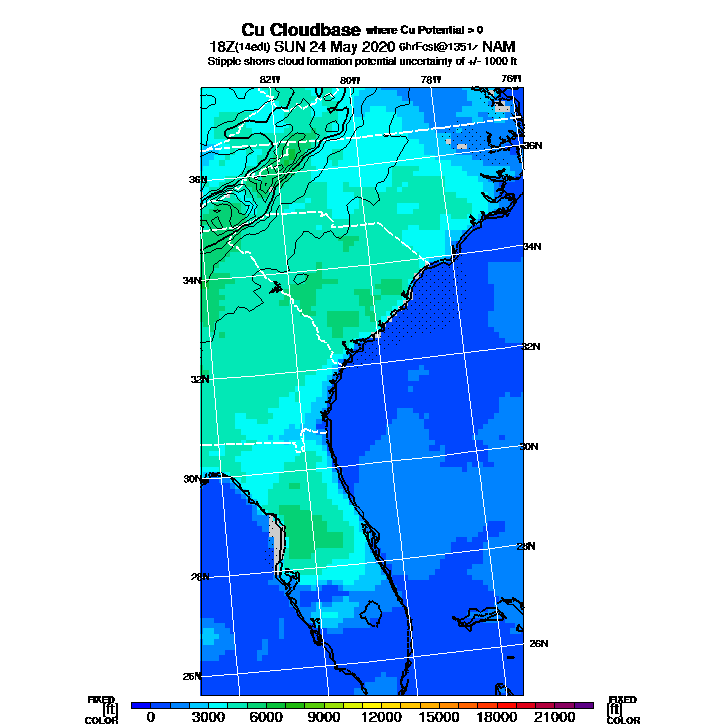 Cu Cloudbase where Cu Potential > 0
18Z(14edt) SUN 24 May 2020 6hrFcst@1351z NAM
Stipple shows cloud formation potential uncertainty of +/- 1000 ft
82W 80W 78W 76W
36N
36N
34N
34N
32N
32N
30N
30N
28N
28N
26N
26N
FIXED FIXED
[ft] [ft]
COLOR 0 3000 6000 9000 12000 15000 18000 21000 COLOR